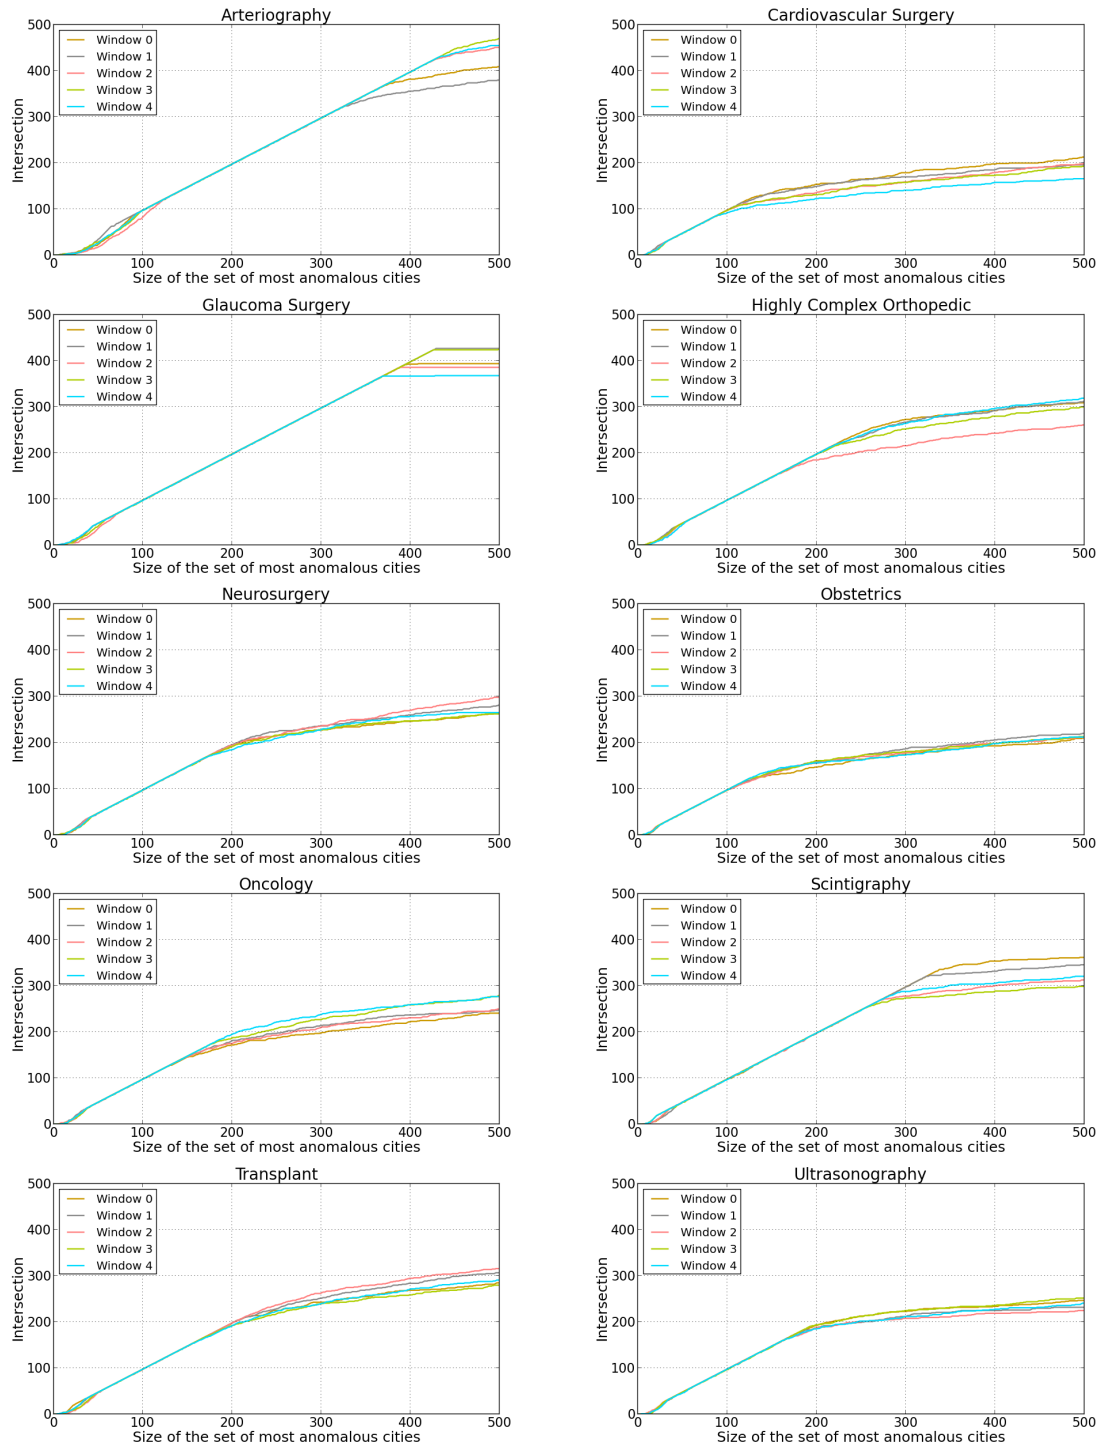 Arteriography
500
400
300
200
100
0
Intersection
Window 0
Window 1
Window 2
Window 3
Window 4
0 100 200 300 400 500
Size of the set of most anomalous cities
Cardiovascular Surgery
500
400
300
200
100
0
Intersection
Window 0
Window 1
Window 2
Window 3
Window 4
0 100 200 300 400 500
Size of the set of most anomalous cities
Glaucoma Surgery
500
400
300
200
100
0
Intersection
Window 0
Window 1
Window 2
Window 3
Window 4
0 100 200 300 400 500
Size of the set of most anomalous cities
Highly Complex Orthopedic
500
400
300
200
100
0
Intersection
Window 0
Window 1
Window 2
Window 3
Window 4
0 100 200 300 400 500
Size of the set of most anomalous cities
Neurosurgery
500
400
300
200
100
0
Intersection
Window 0
Window 1
Window 2
Window 3
Window 4
0 100 200 300 400 500
Size of the set of most anomalous cities
Obstetrics
500
400
300
200
100
0
Intersection
Window 0
Window 1
Window 2
Window 3
Window 4
0 100 200 300 400 500
Size of the set of most anomalous cities
Oncology
500
400
300
200
100
0
Intersection
Window 0
Window 1
Window 2
Window 3
Window 4
0 100 200 300 400 500
Size of the set of most anomalous cities
Scintigraphy
500
400
300
200
100
0
Intersection
Window 0
Window 1
Window 2
Window 3
Window 4
0 100 200 300 400 500
Size of the set of most anomalous cities
Transplant
500
400
300
200
100
0
Intersection
Window 0
Window 1
Window 2
Window 3
Window 4
0 100 200 300 400 500
Size of the set of most anomalous cities
Ultrasonography
500
400
300
200
100
0
Intersection
Window 0
Window 1
Window 2
Window 3
Window 4
0 100 200 300 400 500
Size of the set of most anomalous cities